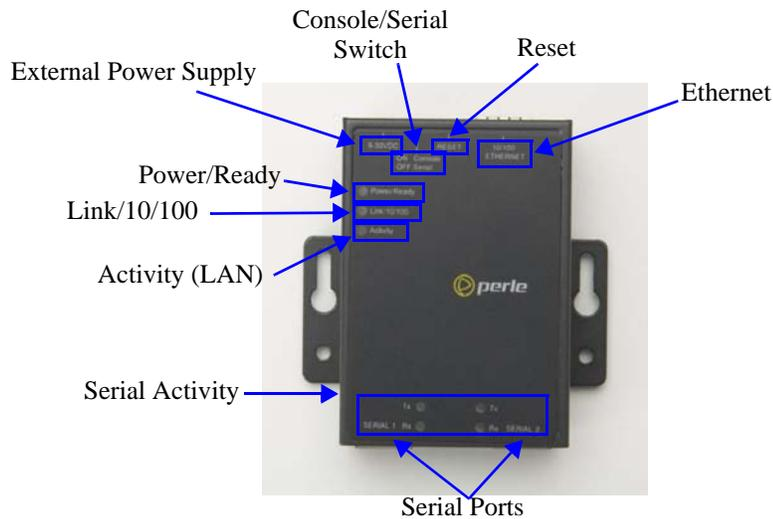 Console/Serial
Switch
Reset
External Power Supply
Ethernet
9-30VDC
ON Console
OFF Serial
RESET
10/100
ETHERNET
Power/Ready
Power/Ready
Link/10/100
Link/10/100
Activity
Activity (LAN)
perle
Serial Activity
Tx
Tx
SERIAL 1 Rx
Rx SERIAL 2
Serial Ports